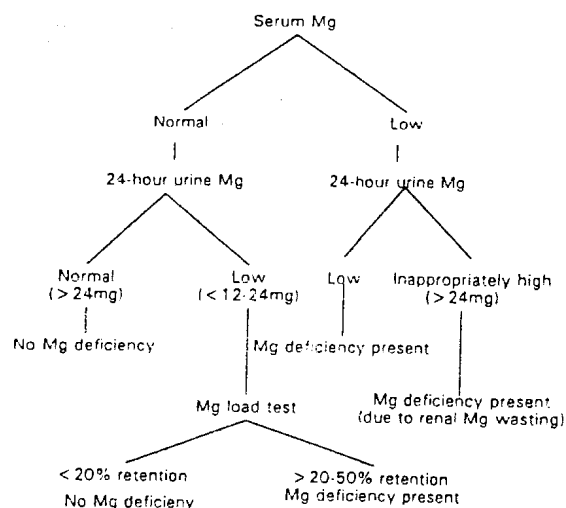 Serum Mg
Normal
Low
24-hour urine Mg
24-hour urine Mg
Normal
(>24mg)
Low
(<12-24mg)
Low
Inappropriately high
(>24mg)
No Mg deficiency
Mg deficiency present
Mg load test
Mg deficiency present
(due to renal Mg wasting)
<20% retention
No Mg deficieny
>20-50% retention
Mg deficiency present